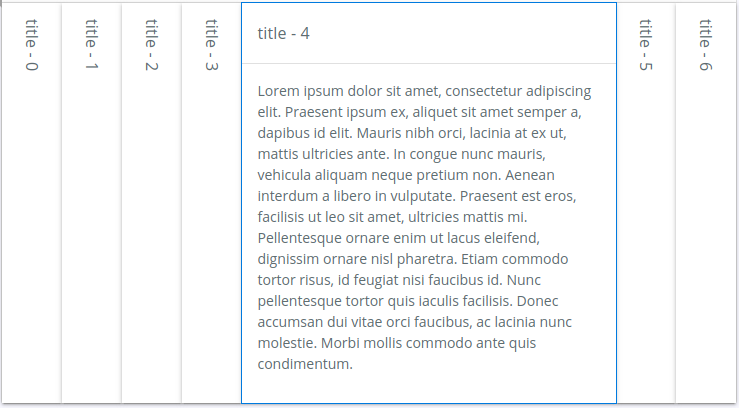 title - 0
title - 1
title - 2
title - 3
title - 4
Lorem ipsum dolor sit amet, consectetur adipiscing
elit. Praesent ipsum ex, aliquet sit amet semper a,
dapibus id elit. Mauris nibh orci, lacinia at ex ut,
mattis ultricies ante. In congue nunc mauris,
vehicula aliquam neque pretium non. Aenean
interdum a libero in vulputate. Praesent est eros,
facilisis ut leo sit amet, ultricies mattis mi.
Pellentesque ornare enim ut lacus eleifend,
dignissim ornare nisl pharetra. Etiam commodo
tortor risus, id feugiat nisi faucibus id. Nunc
pellentesque tortor quis iaculis facilisis. Donec
accumsan dui vitae orci faucibus, ac lacinia nunc
molestie. Morbi mollis commodo ante quis
condimentum.
title - 5
title - 6